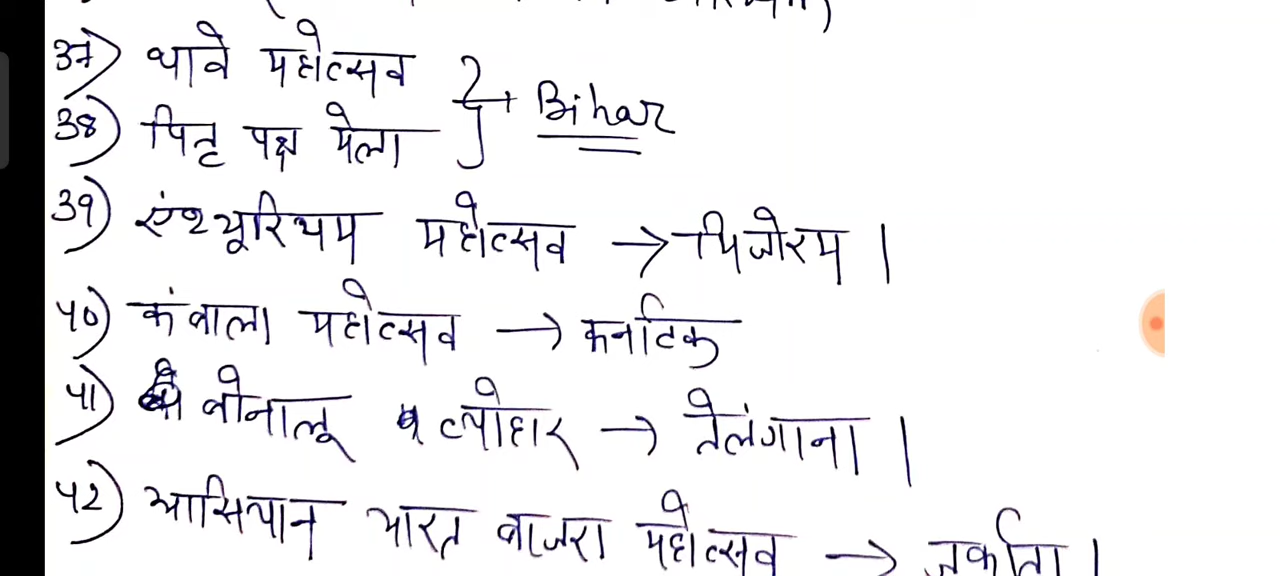 37) थावे महोत्सव
38) पितृ पक्ष मेला } → Bihar
39) एंथ्यूरियम महोत्सव → मिजोरम |
40) कंबाला महोत्सव → कर्नाटक
41) बोनालू त्योहार → तेलंगाना |
42) आसियान भारत बाजरा महोत्सव → जर्काता |